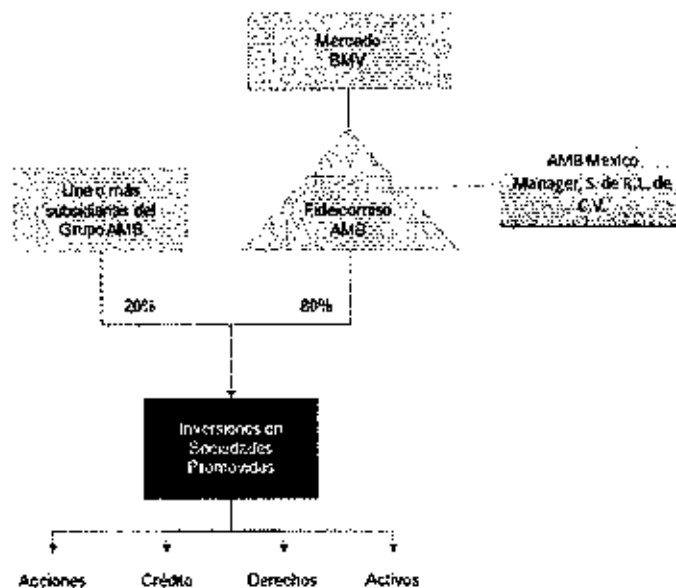 Mercado
BMV
AMB Mexico
Manager, S. de R.L. de
C.V.
Una o más
subsidiarias del
Grupo AMB
Fideicomiso
AMB
20%
80%
Inversiones en
Sociedades
Promovidas
Acciones
Crédito
Derechos
Activos